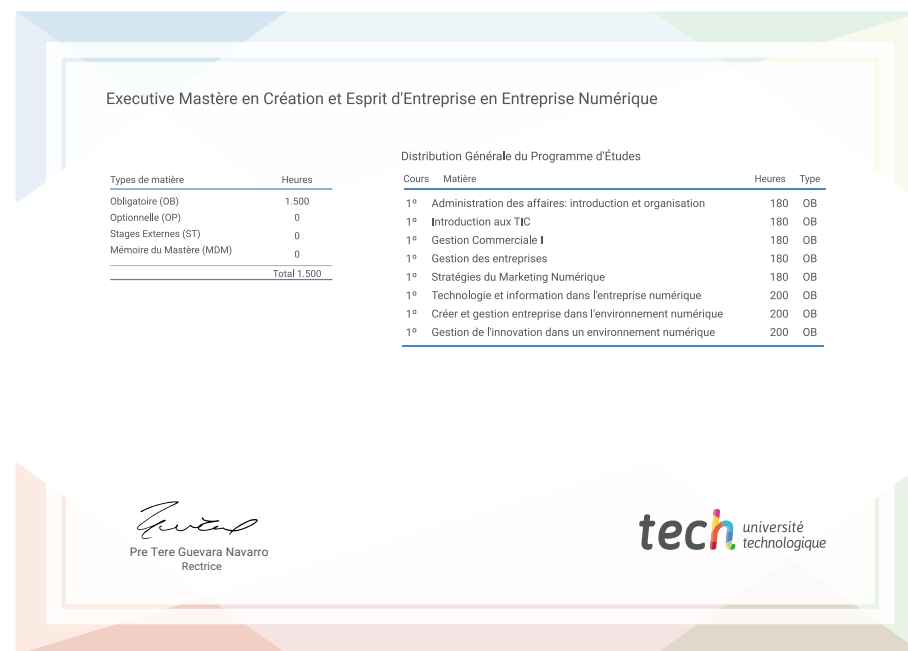 Executive Mastère en Création et Esprit d'Entreprise en Entreprise Numérique
Types de matière Heures
Obligatoire (OB) 1.500
Optionnelle (OP) 0
Stages Externes (ST) 0
Mémoire du Mastère (MDM) 0
Total 1.500
Distribution Générale du Programme d'Études
Cours Matière Heures Type
1º Administration des affaires: introduction et organisation 180 OB
1º Introduction aux TIC 180 OB
1º Gestion Commerciale I 180 OB
1º Gestion des entreprises 180 OB
1º Stratégies du Marketing Numérique 180 OB
1º Technologie et information dans l'entreprise numérique 200 OB
1º Créer et gestion entreprise dans l'environnement numérique 200 OB
1º Gestion de l'innovation dans un environnement numérique 200 OB
Pre Tere Guevara Navarro
Rectrice
tech université
technologique